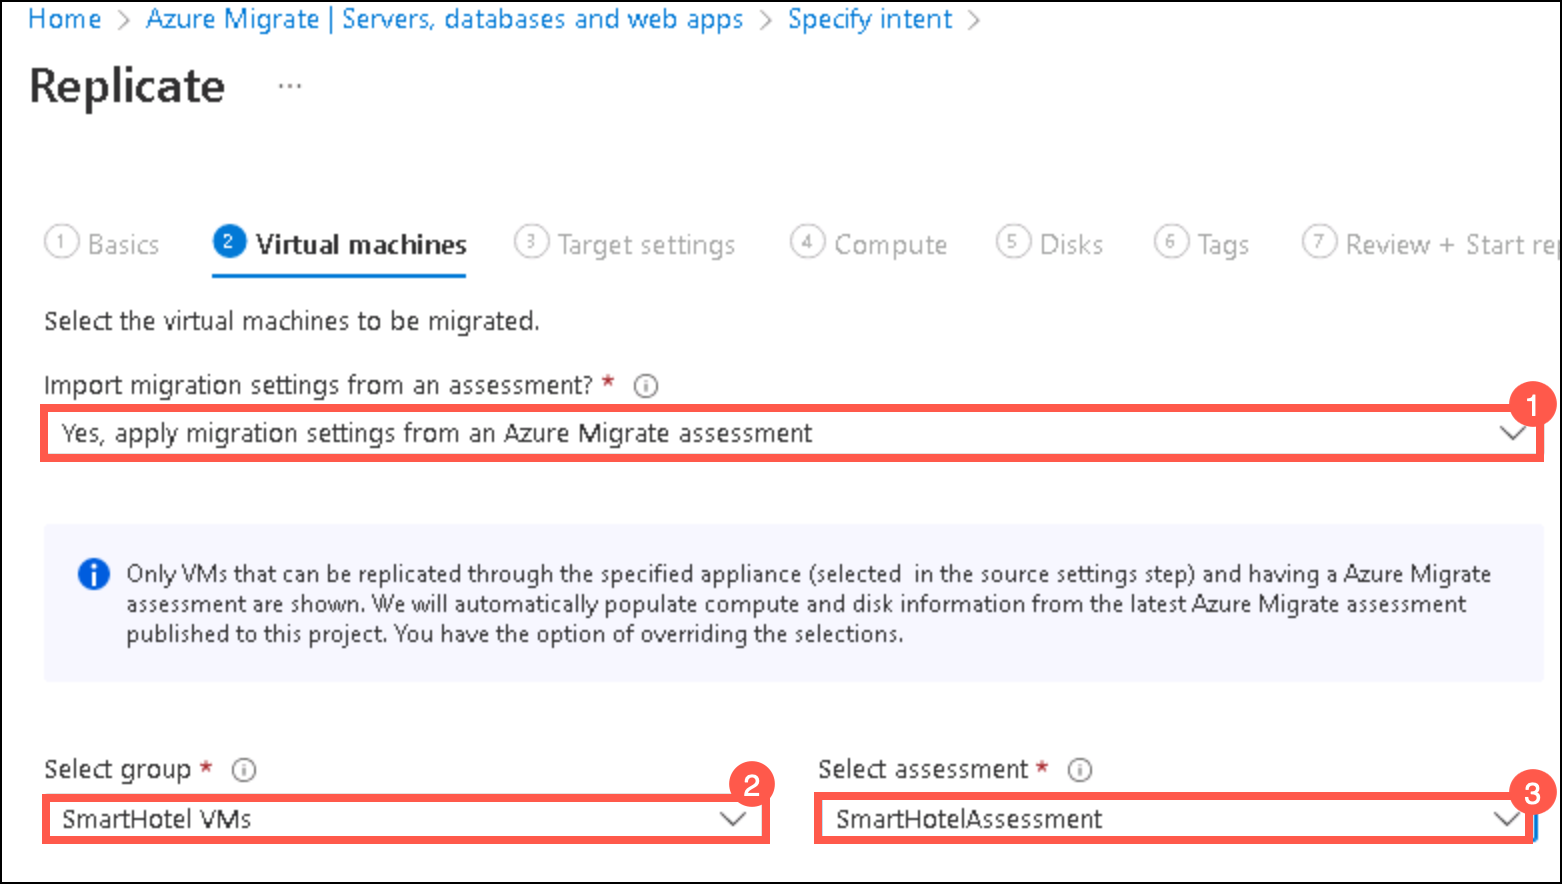 Home > Azure Migrate | Servers, databases and web apps > Specify intent >
Replicate ...
1 Basics 2 Virtual machines 3 Target settings 4 Compute 5 Disks 6 Tags 7 Review + Start rep
Select the virtual machines to be migrated.
Import migration settings from an assessment? *
1
Yes, apply migration settings from an Azure Migrate assessment
Only VMs that can be replicated through the specified appliance (selected in the source settings step) and having a Azure Migrate
assessment are shown. We will automatically populate compute and disk information from the latest Azure Migrate assessment
published to this project. You have the option of overriding the selections.
Select group *
2
SmartHotel VMs
Select assessment *
3
SmartHotelAssessment